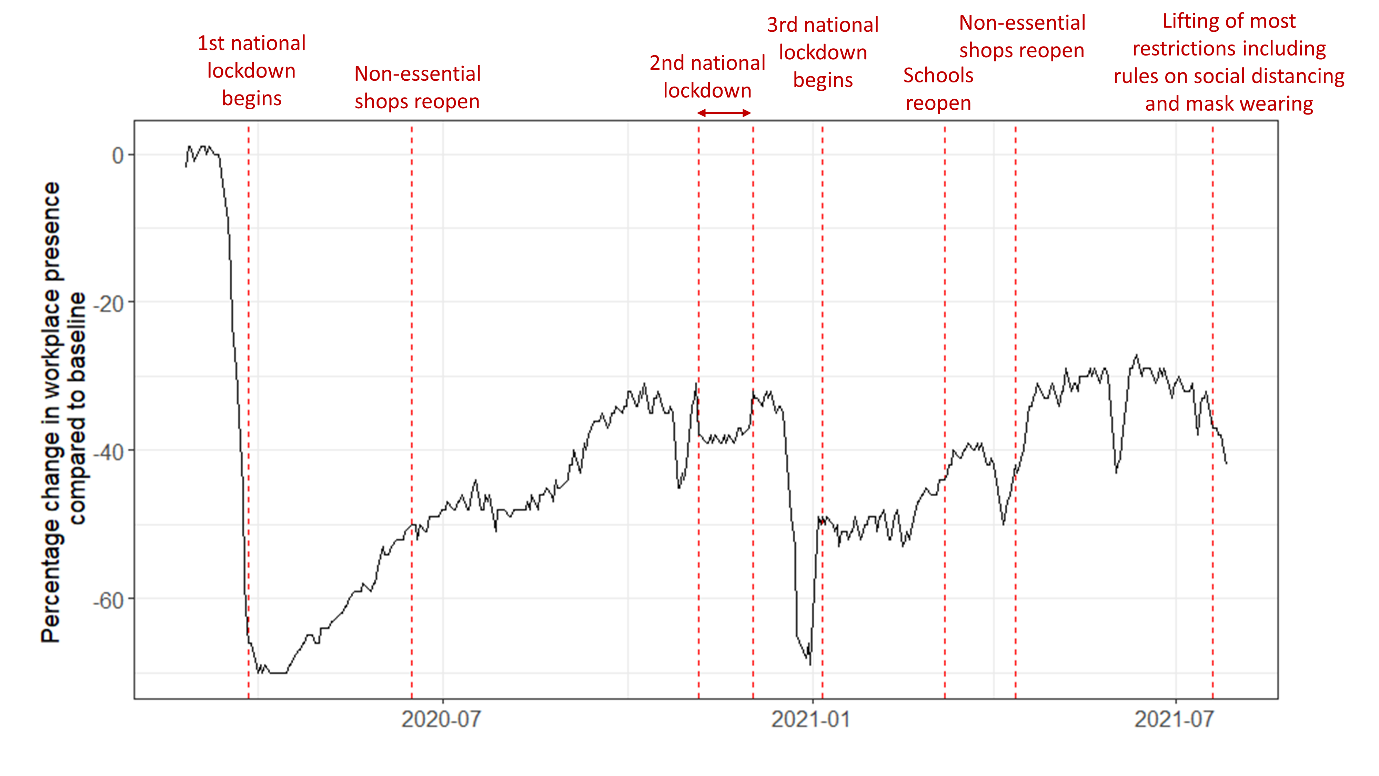 1st national
lockdown
begins
Non-essential
shops reopen
2nd national
lockdown
3rd national
lockdown
begins
Schools
reopen
Non-essential
shops reopen
Lifting of most
restrictions including
rules on social distancing
and mask wearing
Percentage change in workplace presence
compared to baseline
0
-20
-40
-60
2020-07
2021-01
2021-07